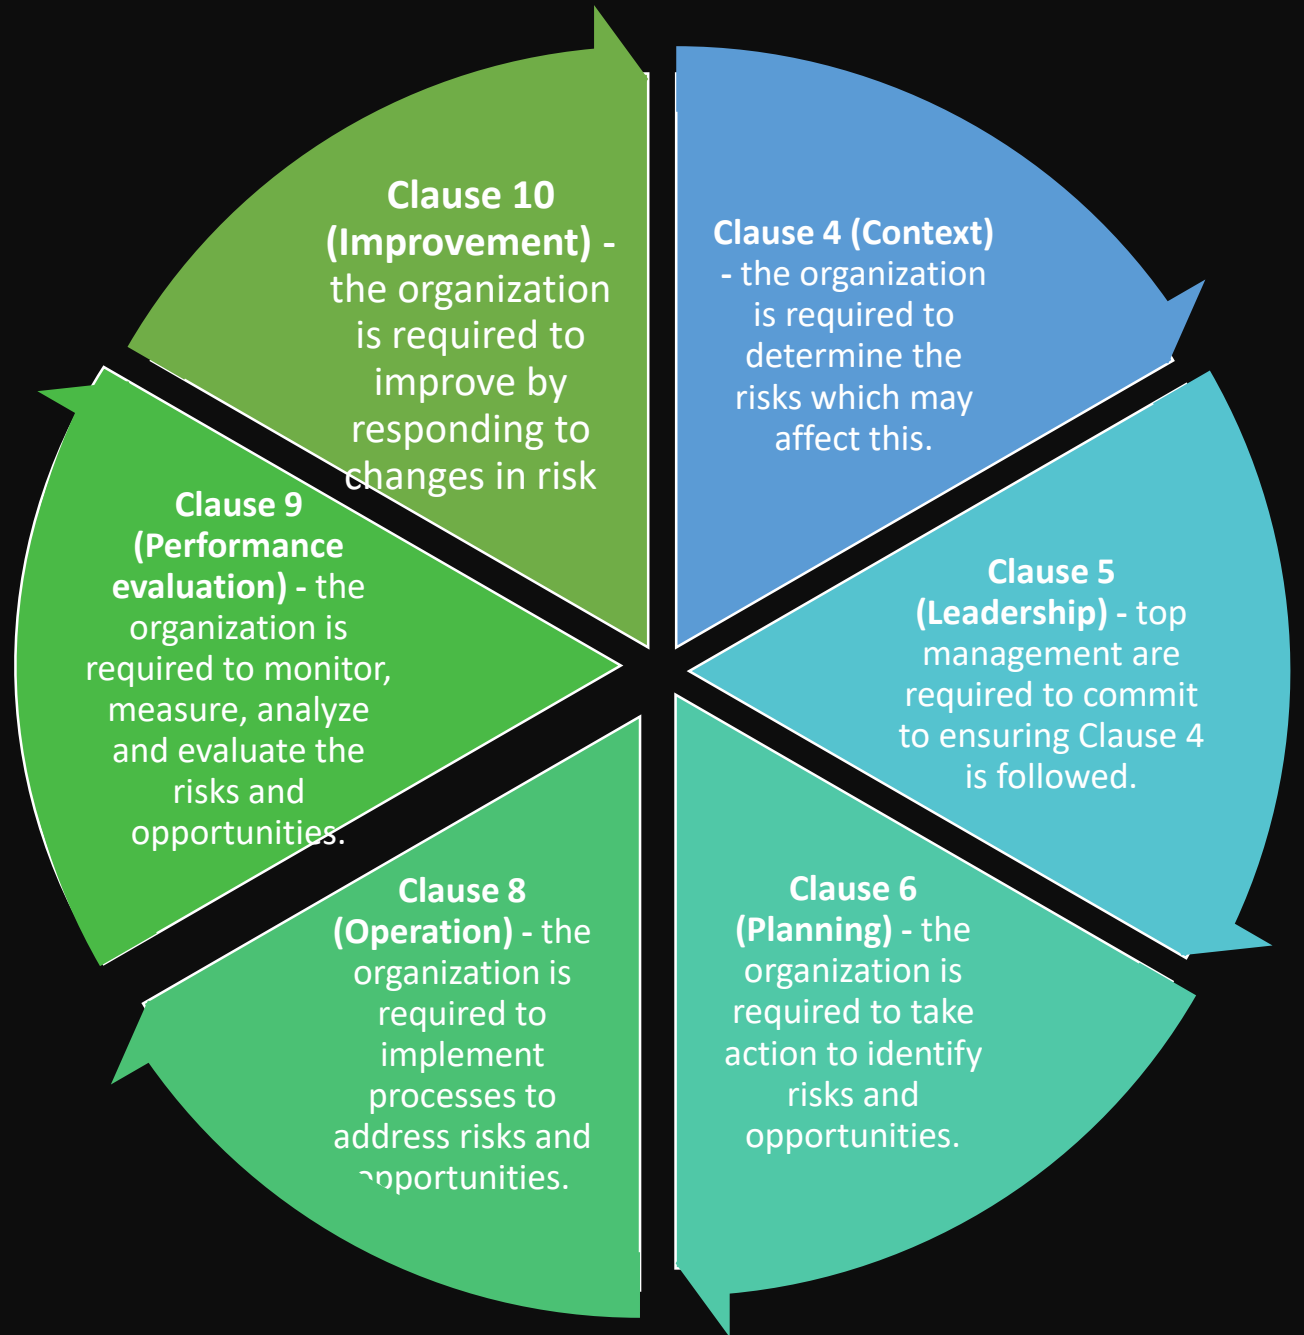 Clause 10
(Improvement) -
the organization
is required to
improve by
responding to
changes in risk
Clause 4 (Context)
- the organization
is required to
determine the
risks which may
affect this.
Clause 5
(Leadership) - top
management are
required to commit
to ensuring Clause 4
is followed.
Clause 6
(Planning) - the
organization is
required to take
action to identify
risks and
opportunities.
Clause 8
(Operation) - the
organization is
required to
implement
processes to
address risks and
opportunities.
Clause 9
(Performance
evaluation) - the
organization is
required to monitor,
measure, analyze
and evaluate the
risks and
opportunities.